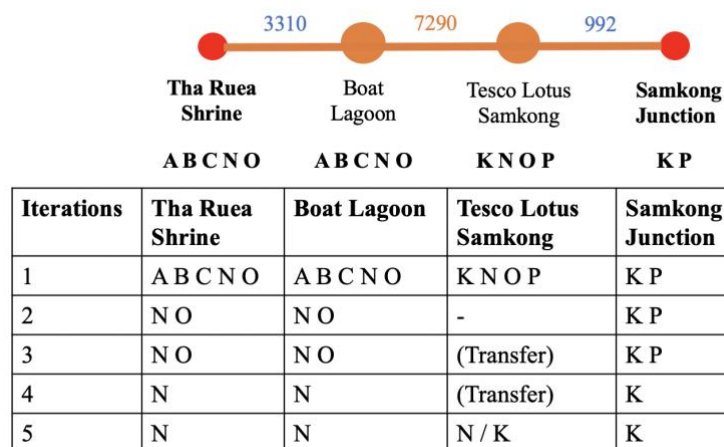 3310 7290 992
Tha Ruea Boat Tesco Lotus Samkong
Shrine Lagoon Samkong Junction
A B C N O A B C N O K N O P K P
Iterations Tha Ruea Boat Lagoon Tesco Lotus Samkong
Shrine Samkong Junction
1 A B C N O A B C N O K N O P K P
2 N O N O - K P
3 N O N O (Transfer) K P
4 N N (Transfer) K
5 N N N / K K